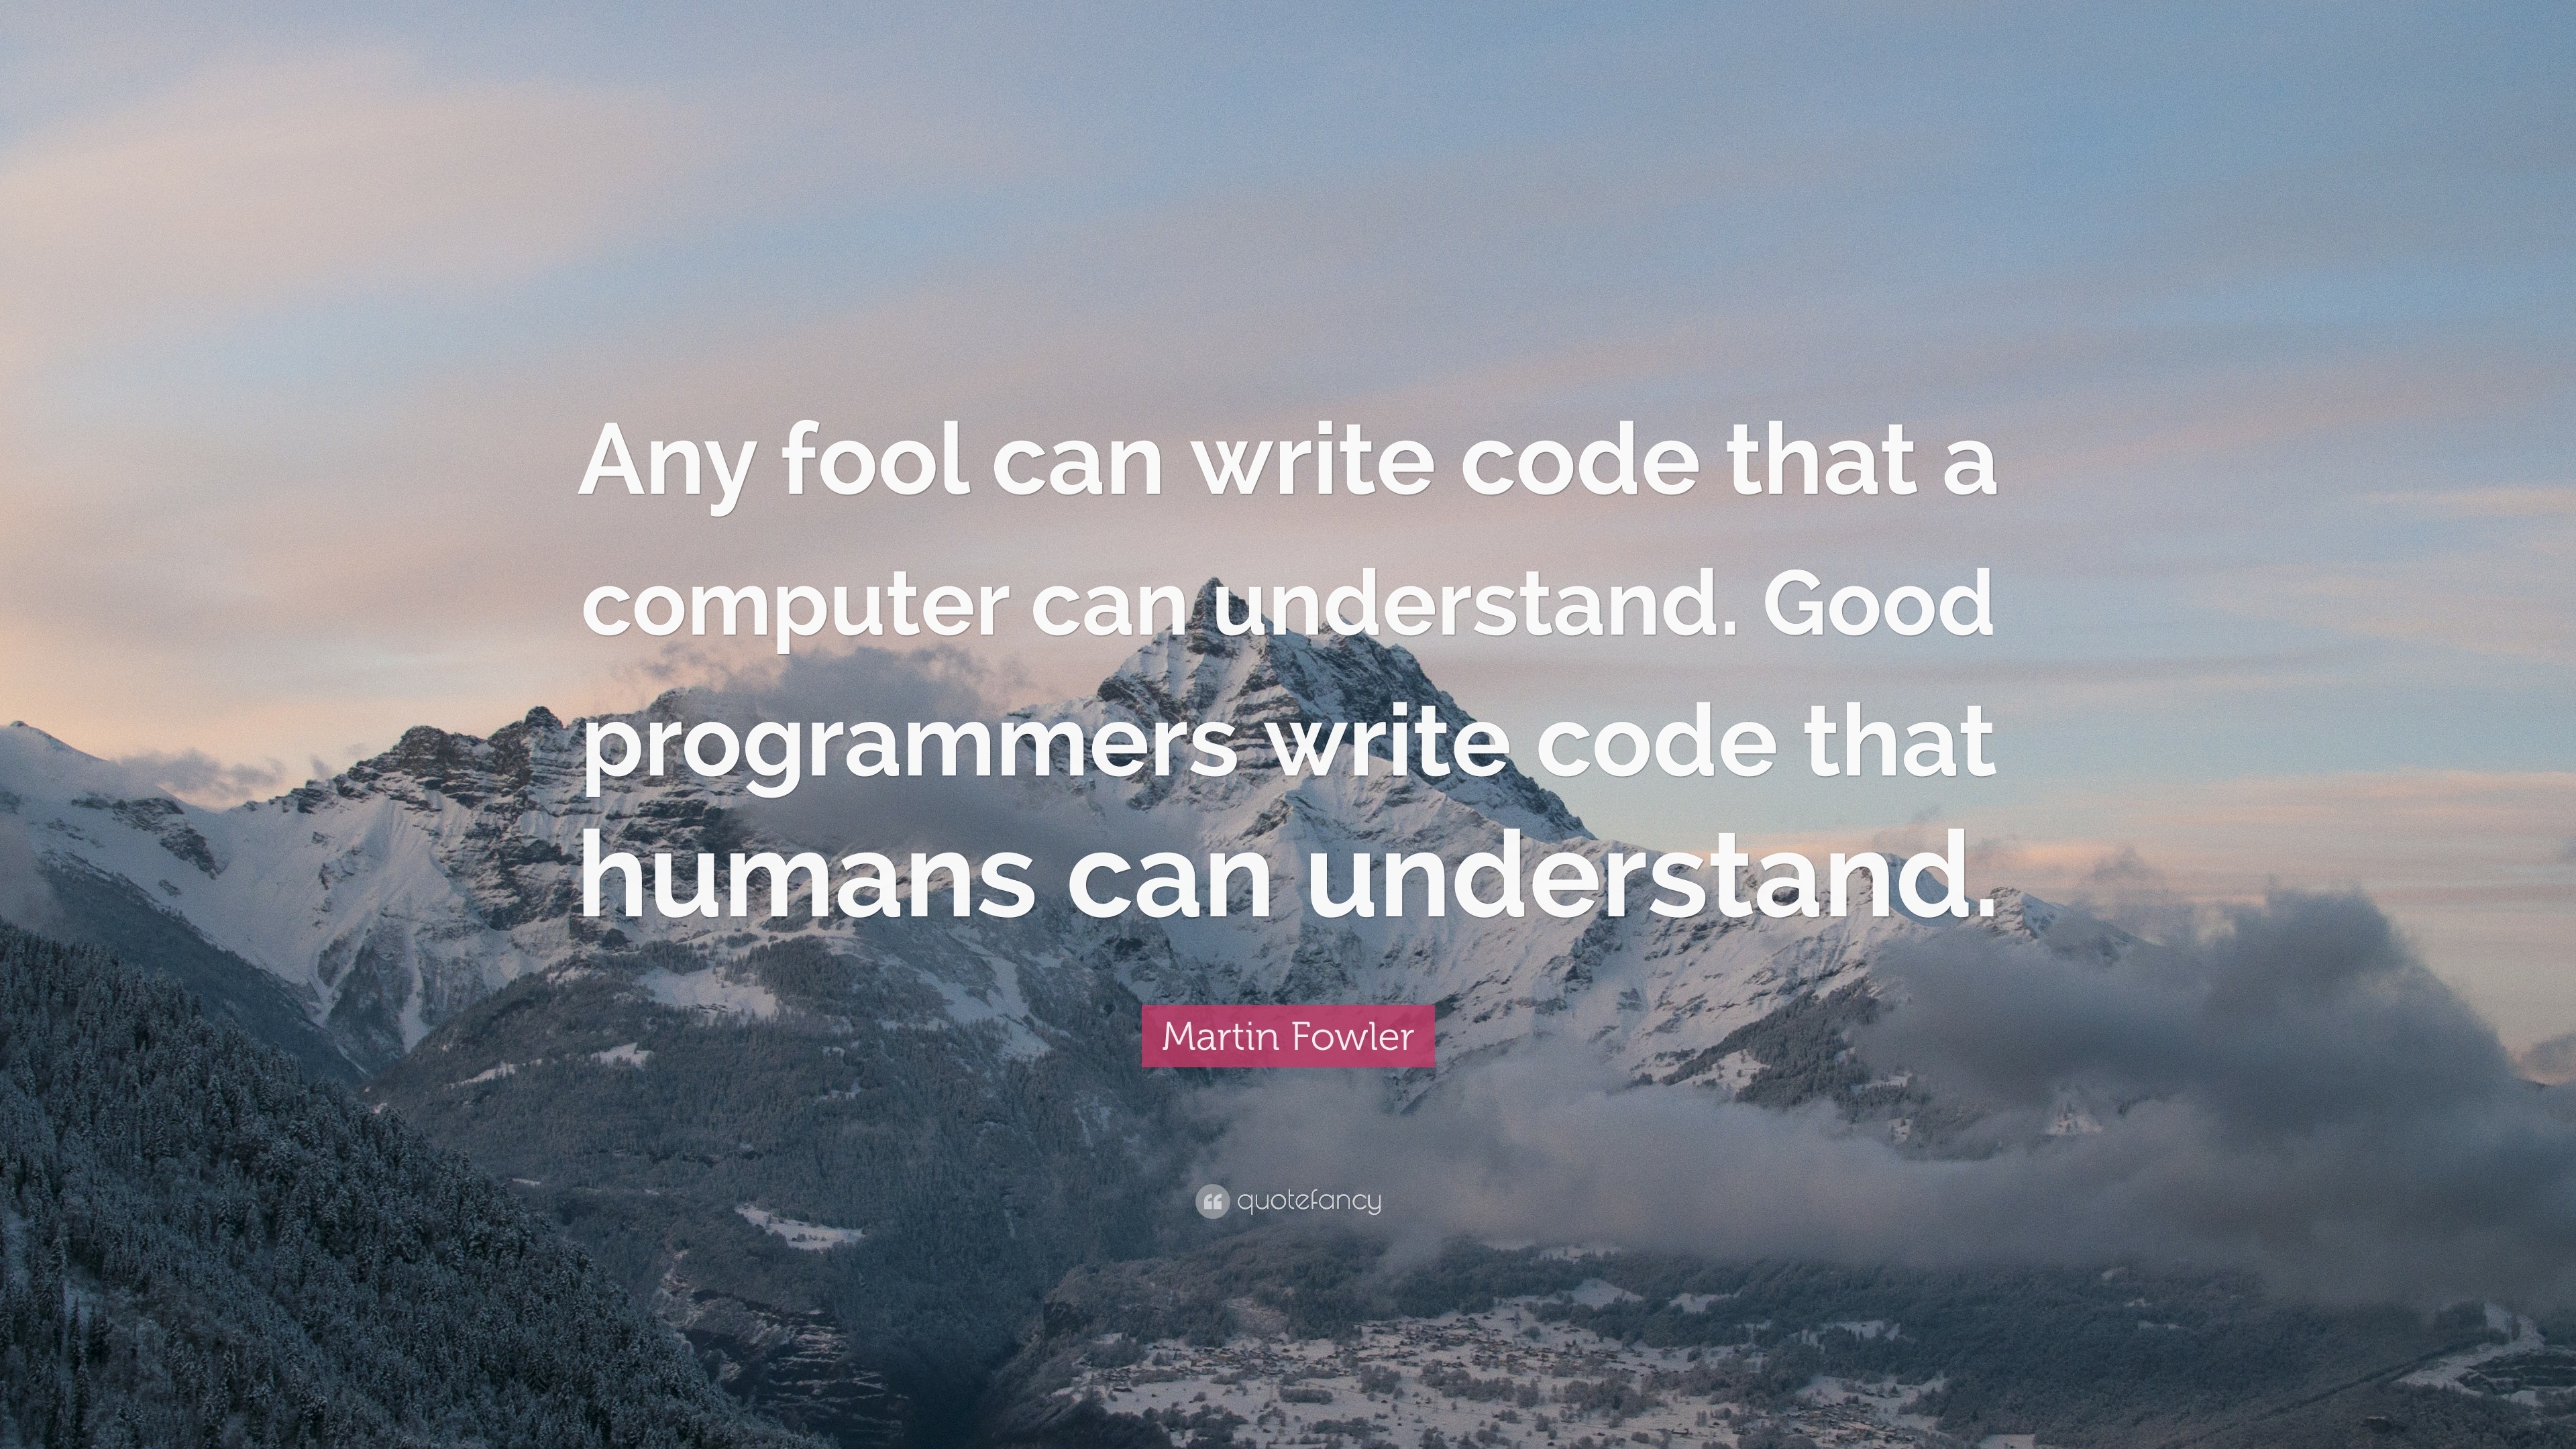 Any fool can write code that a
computer can understand. Good
programmers write code that
humans can understand.
Martin Fowler
quotefancy